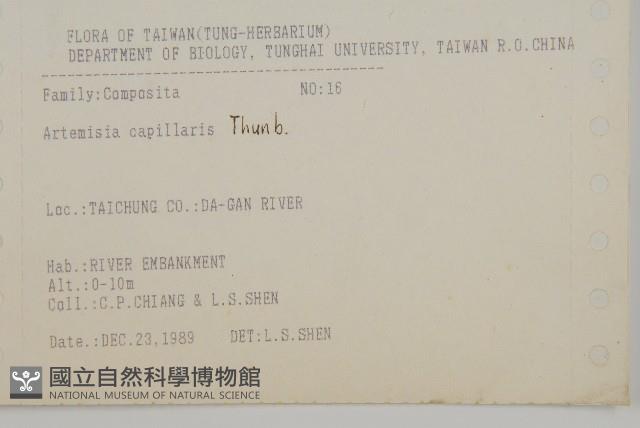 FLORA OF TAIWAN(TUNG-HERBARIUM)
DEPARTMENT OF BIOLOGY, TUNGHAI UNIVERSITY, TAIWAN R.O.CHINA
----------------------------------------
Family:Composita NO:16
Artemisia capillaris Thunb.
Loc.:TAICHUNG CO.:DA-GAN RIVER
Hab.:RIVER EMBANKMENT
Alt.:0-10m
Coll.:C.P.CHIANG & L.S.SHEN
Date.:DEC.23,1989 DET:L.S.SHEN
國立自然科學博物館
NATIONAL MUSEUM OF NATURAL SCIENCE